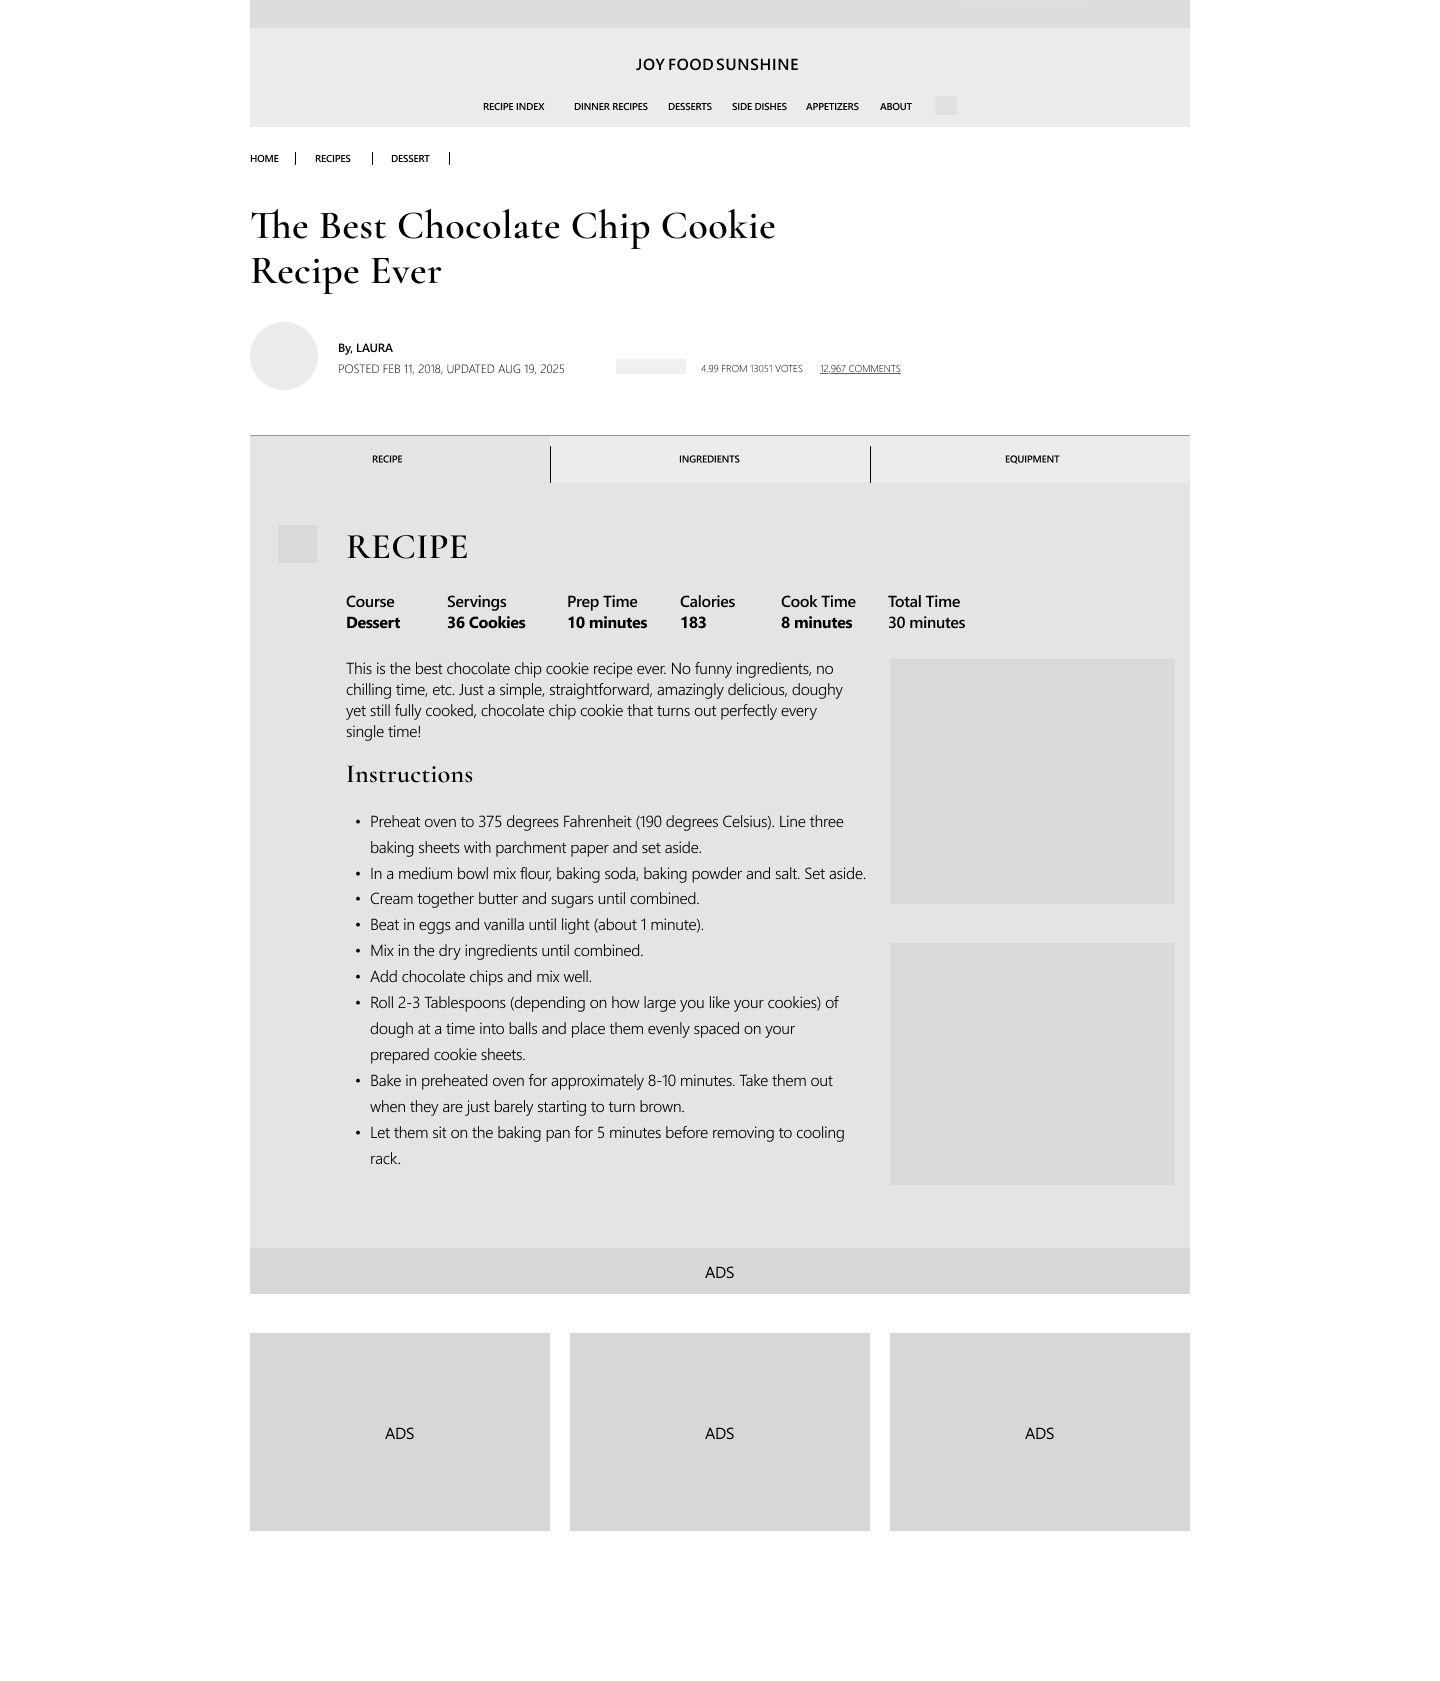 JOY FOOD SUNSHINE
RECIPE INDEX DINNER RECIPES DESSERTS SIDE DISHES APPETIZERS ABOUT
HOME RECIPES DESSERT
The Best Chocolate Chip Cookie
Recipe Ever
By, LAURA
POSTED FEB 11, 2018, UPDATED AUG 19, 2025 4.99 FROM 13051 VOTES 12,967 COMMENTS
RECIPE INGREDIENTS EQUIPMENT
RECIPE
Course Servings Prep Time Calories Cook Time Total Time
Dessert 36 Cookies 10 minutes 183 8 minutes 30 minutes
This is the best chocolate chip cookie recipe ever. No funny ingredients, no
chilling time, etc. Just a simple, straightforward, amazingly delicious, doughy
yet still fully cooked, chocolate chip cookie that turns out perfectly every
single time!
Instructions
• Preheat oven to 375 degrees Fahrenheit (190 degrees Celsius). Line three
baking sheets with parchment paper and set aside.
• In a medium bowl mix flour, baking soda, baking powder and salt. Set aside.
• Cream together butter and sugars until combined.
• Beat in eggs and vanilla until light (about 1 minute).
• Mix in the dry ingredients until combined.
• Add chocolate chips and mix well.
• Roll 2-3 Tablespoons (depending on how large you like your cookies) of
dough at a time into balls and place them evenly spaced on your
prepared cookie sheets.
• Bake in preheated oven for approximately 8-10 minutes. Take them out
when they are just barely starting to turn brown.
• Let them sit on the baking pan for 5 minutes before removing to cooling
rack.
ADS
ADS ADS ADS